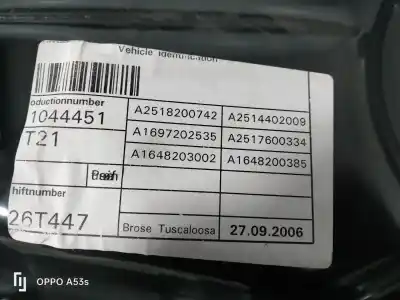 Vehicle Identification
oductionnumber
1044451
T21
A2518200742 A2514402009
A1697202535 A2517600334
A1648203002 A1648200385
hiftnumber
26T447
Brose Tuscaloosa 27.09.2006
OPPO A53s